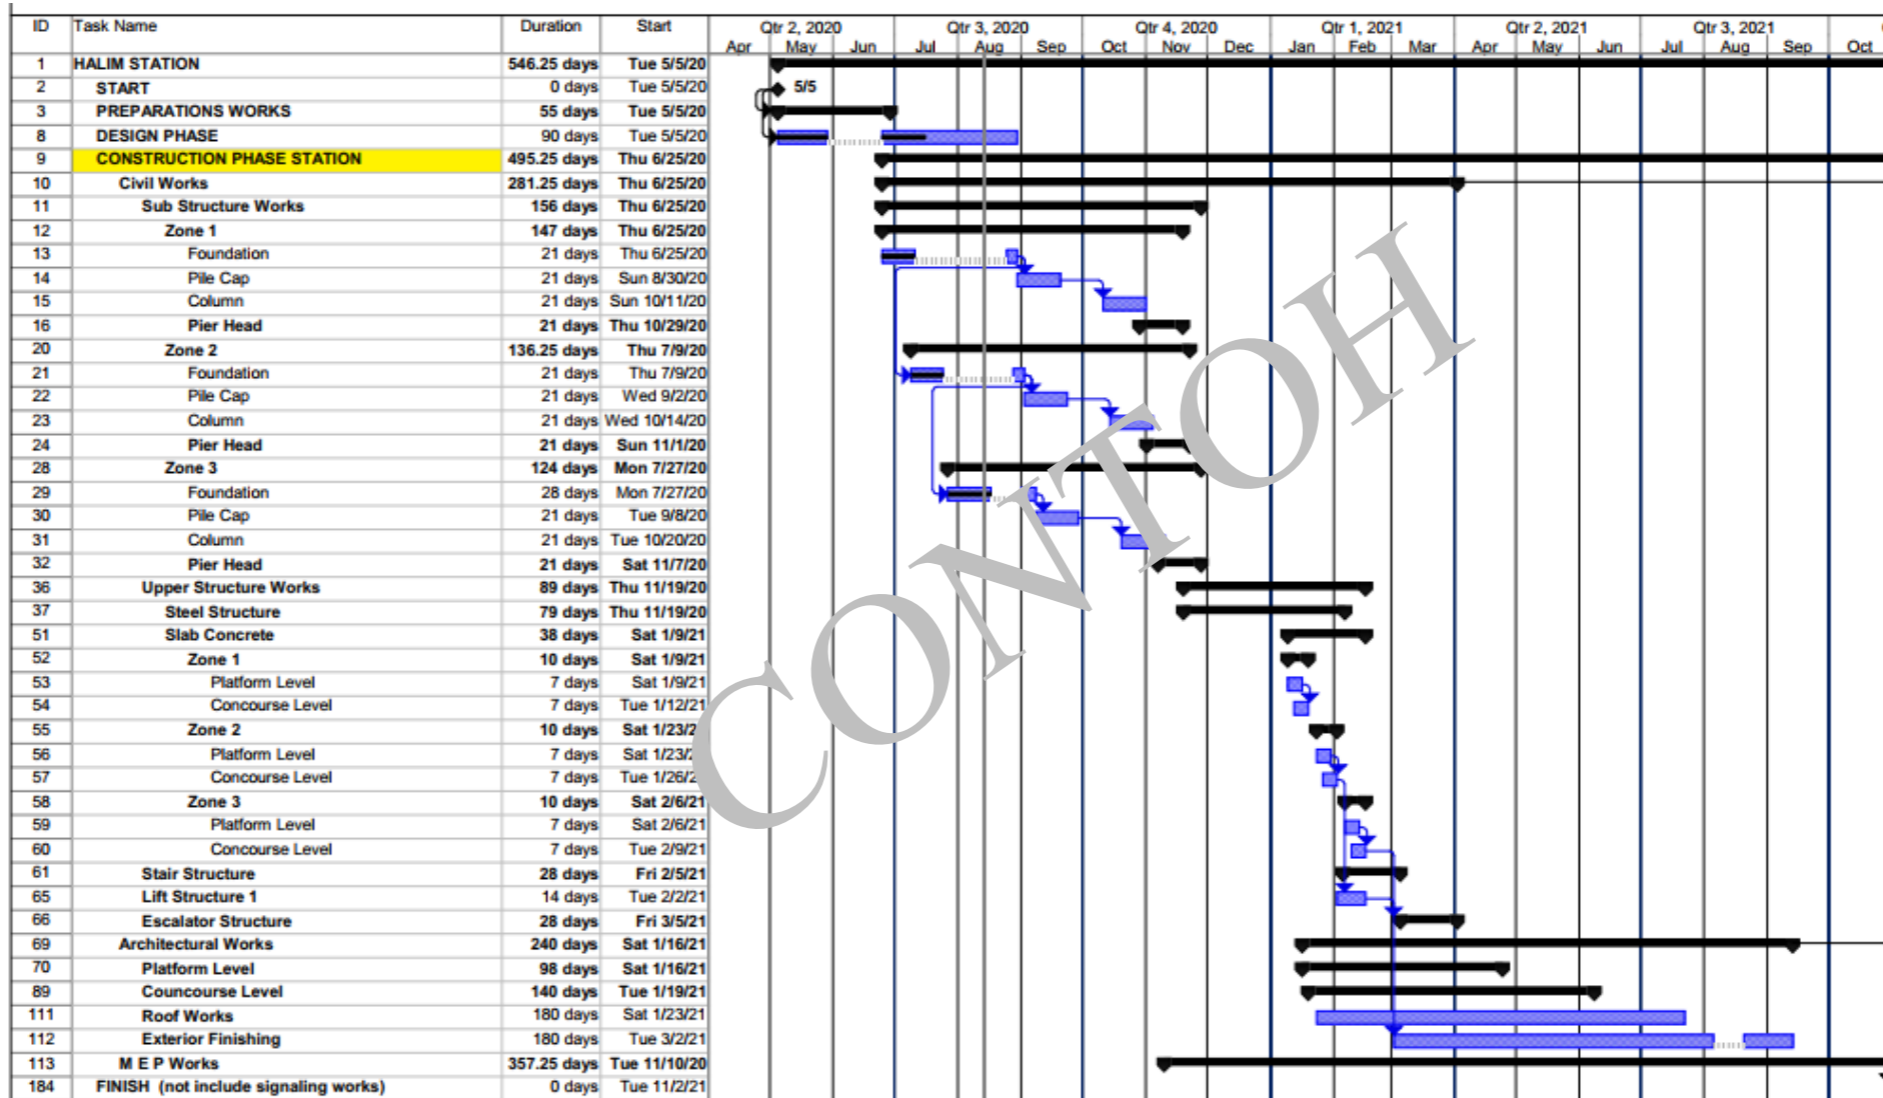 ID Task Name Duration Start Qtr 2, 2020 Qtr 3, 2020 Qtr 4, 2020 Qtr 1, 2021 Qtr 2, 2021 Qtr 3, 2021
Apr May Jun Jul Aug Sep Oct Nov Dec Jan Feb Mar Apr May Jun Jul Aug Sep Oct
1 HALIM STATION 546.25 days Tue 5/5/20
2 START 0 days Tue 5/5/20 5/5
3 PREPARATIONS WORKS 55 days Tue 5/5/20
8 DESIGN PHASE 90 days Tue 5/5/20
9 CONSTRUCTION PHASE STATION 495.25 days Thu 6/25/20
10 Civil Works 281.25 days Thu 6/25/20
11 Sub Structure Works 156 days Thu 6/25/20
12 Zone 1 147 days Thu 6/25/20
13 Foundation 21 days Thu 6/25/20
14 Pile Cap 21 days Sun 8/30/20
15 Column 21 days Sun 10/11/20
16 Pier Head 21 days Thu 10/29/20
20 Zone 2 136.25 days Thu 7/9/20
21 Foundation 21 days Thu 7/9/20
22 Pile Cap 21 days Wed 9/2/20
23 Column 21 days Wed 10/14/20
24 Pier Head 21 days Sun 11/1/20
28 Zone 3 124 days Mon 7/27/20
29 Foundation 28 days Mon 7/27/20
30 Pile Cap 21 days Tue 9/8/20
31 Column 21 days Tue 10/20/20
32 Pier Head 21 days Sat 11/7/20
36 Upper Structure Works 89 days Thu 11/19/20
37 Steel Structure 79 days Thu 11/19/20
51 Slab Concrete 38 days Sat 1/9/21
52 Zone 1 10 days Sat 1/9/21
53 Platform Level 7 days Sat 1/9/21
54 Concourse Level 7 days Tue 1/12/21
55 Zone 2 10 days Sat 1/23/2
56 Platform Level 7 days Sat 1/23/2
57 Concourse Level 7 days Tue 1/26/2
58 Zone 3 10 days Sat 2/6/21
59 Platform Level 7 days Sat 2/6/21
60 Concourse Level 7 days Tue 2/9/21
61 Stair Structure 28 days Fri 2/5/21
65 Lift Structure 1 14 days Tue 2/2/21
66 Escalator Structure 28 days Fri 3/5/21
69 Architectural Works 240 days Sat 1/16/21
70 Platform Level 98 days Sat 1/16/21
89 Councourse Level 140 days Tue 1/19/21
111 Roof Works 180 days Sat 1/23/21
112 Exterior Finishing 180 days Tue 3/2/21
113 M E P Works 357.25 days Tue 11/10/20
184 FINISH (not include signaling works) 0 days Tue 11/2/21
CONTOH